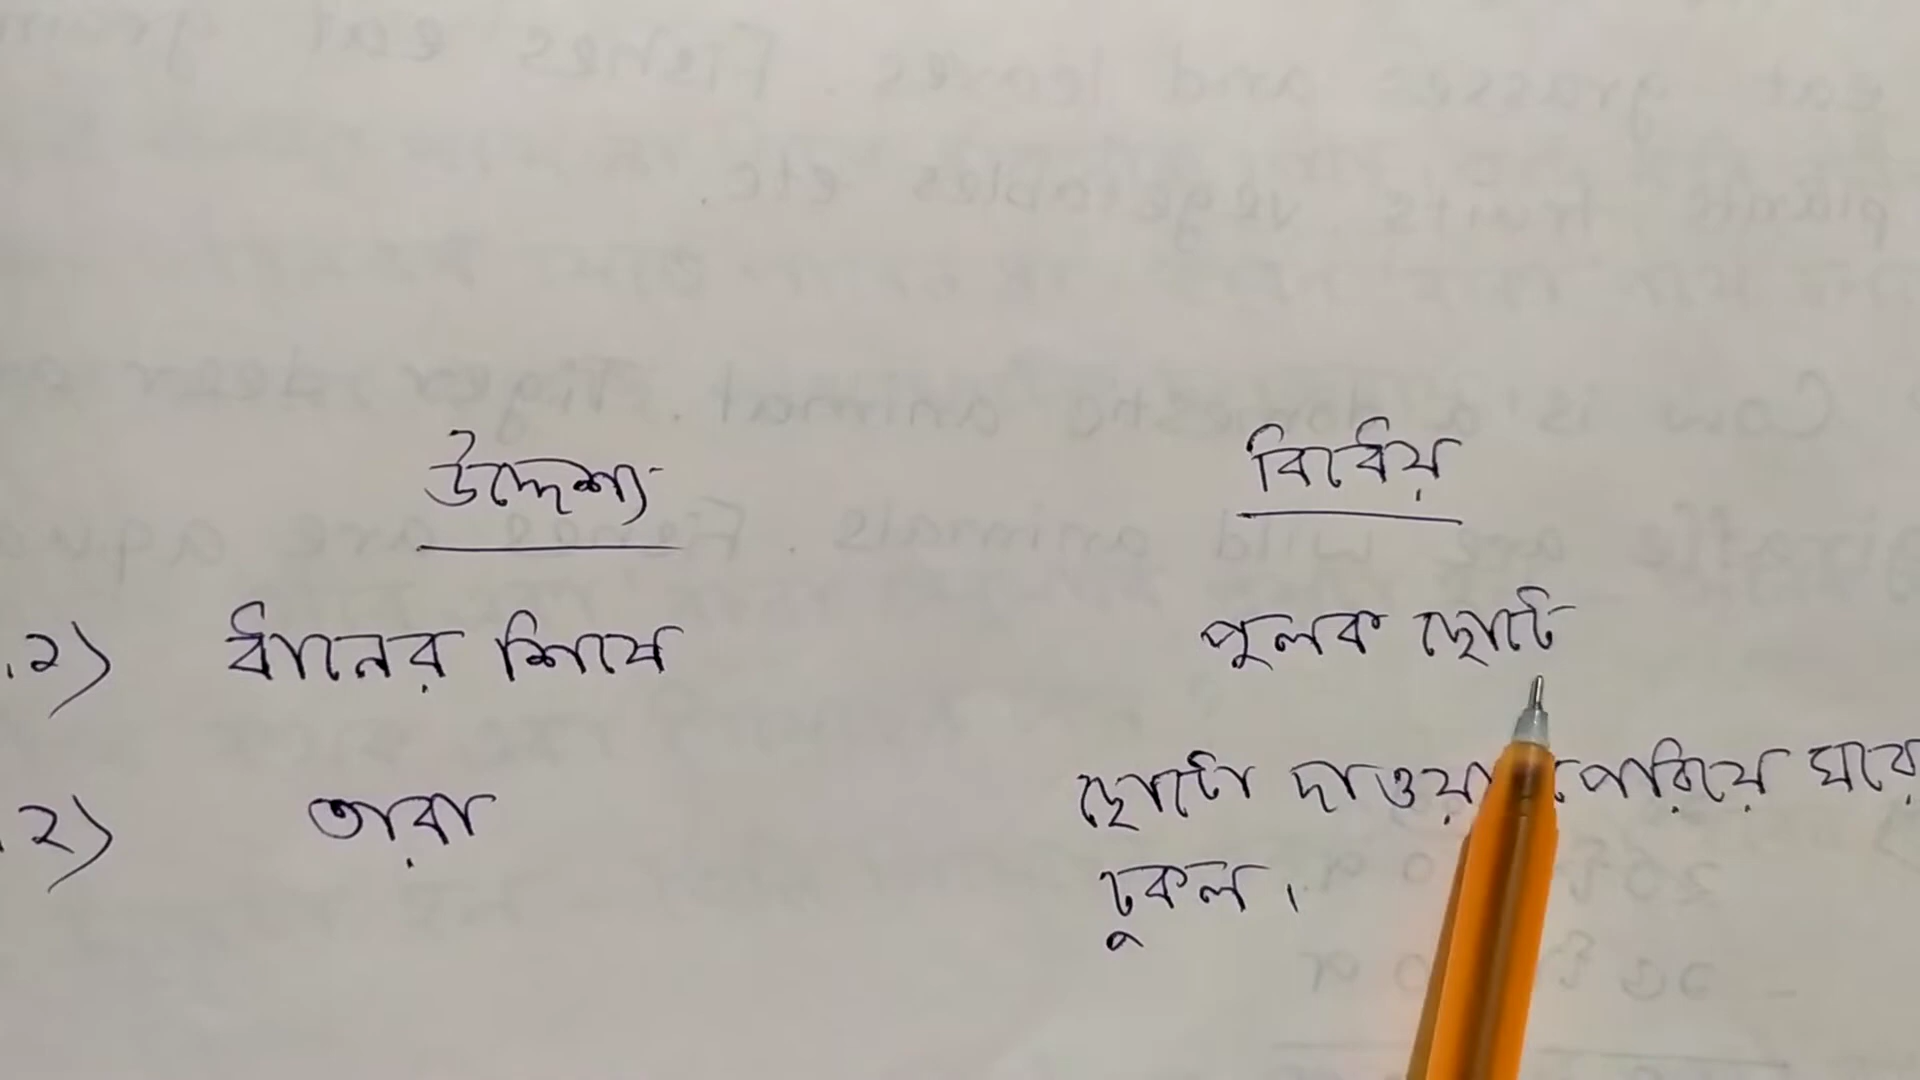 উদ্দেশ্য বিধেয়
.১) ধানের শিষে পুলক ছোটে
.২) তারা ছোটো দাওয়া পেরিয়ে ঘরে
ঢুকল।